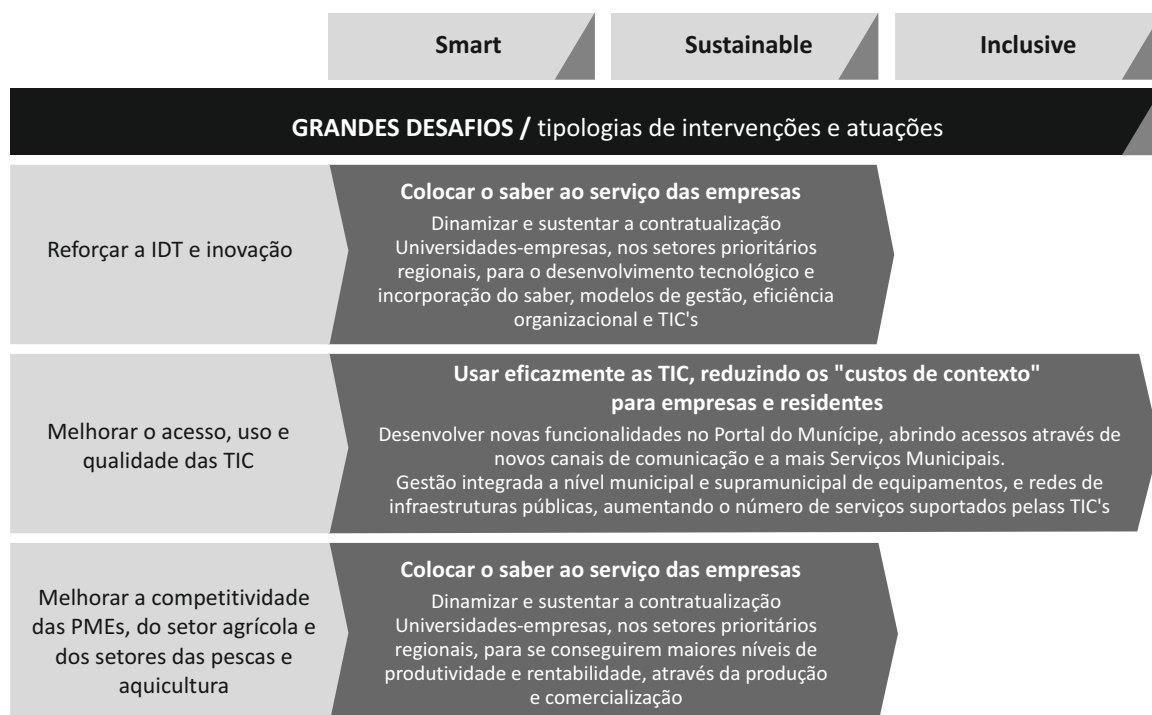 Smart
Sustainable
Inclusive
GRANDES DESAFIOS / tipologias de intervenções e atuações
Reforçar a IDT e inovação
Colocar o saber ao serviço das empresas
Dinamizar e sustentar a contratualização
Universidades-empresas, nos setores prioritários
regionais, para o desenvolvimento tecnológico e
incorporação do saber, modelos de gestão, eficiência
organizacional e TIC's
Melhorar o acesso, uso e
qualidade das TIC
Usar eficazmente as TIC, reduzindo os "custos de contexto"
para empresas e residentes
Desenvolver novas funcionalidades no Portal do Munícipe, abrindo acessos através de
novos canais de comunicação e a mais Serviços Municipais.
Gestão integrada a nível municipal e supramunicipal de equipamentos, e redes de
infraestruturas públicas, aumentando o número de serviços suportados pelass TIC's
Melhorar a competitividade
das PMEs, do setor agrícola e
dos setores das pescas e
aquicultura
Colocar o saber ao serviço das empresas
Dinamizar e sustentar a contratualização
Universidades-empresas, nos setores prioritários
regionais, para se conseguirem maiores níveis de
produtividade e rentabilidade, através da produção
e comercialização